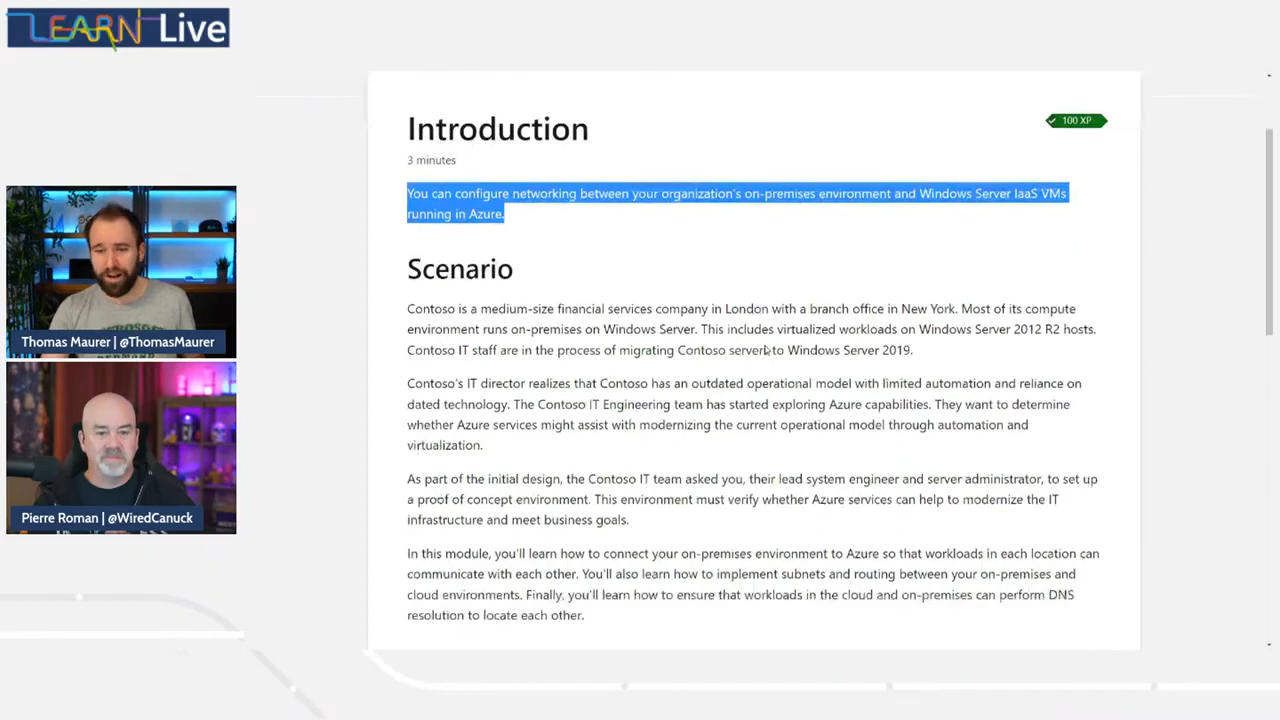 LEARN Live
Introduction
100 XP
3 minutes
You can configure networking between your organization's on-premises environment and Windows Server IaaS VMs
running in Azure.
Scenario
Contoso is a medium-size financial services company in London with a branch office in New York. Most of its compute
environment runs on-premises on Windows Server. This includes virtualized workloads on Windows Server 2012 R2 hosts.
Contoso IT staff are in the process of migrating Contoso servers to Windows Server 2019.
Contoso's IT director realizes that Contoso has an outdated operational model with limited automation and reliance on
dated technology. The Contoso IT Engineering team has started exploring Azure capabilities. They want to determine
whether Azure services might assist with modernizing the current operational model through automation and
virtualization.
As part of the initial design, the Contoso IT team asked you, their lead system engineer and server administrator, to set up
a proof of concept environment. This environment must verify whether Azure services can help to modernize the IT
infrastructure and meet business goals.
In this module, you'll learn how to connect your on-premises environment to Azure so that workloads in each location can
communicate with each other. You'll also learn how to implement subnets and routing between your on-premises and
cloud environments. Finally, you'll learn how to ensure that workloads in the cloud and on-premises can perform DNS
resolution to locate each other.
Thomas Maurer | @ThomasMaurer
Pierre Roman | @WiredCanuck